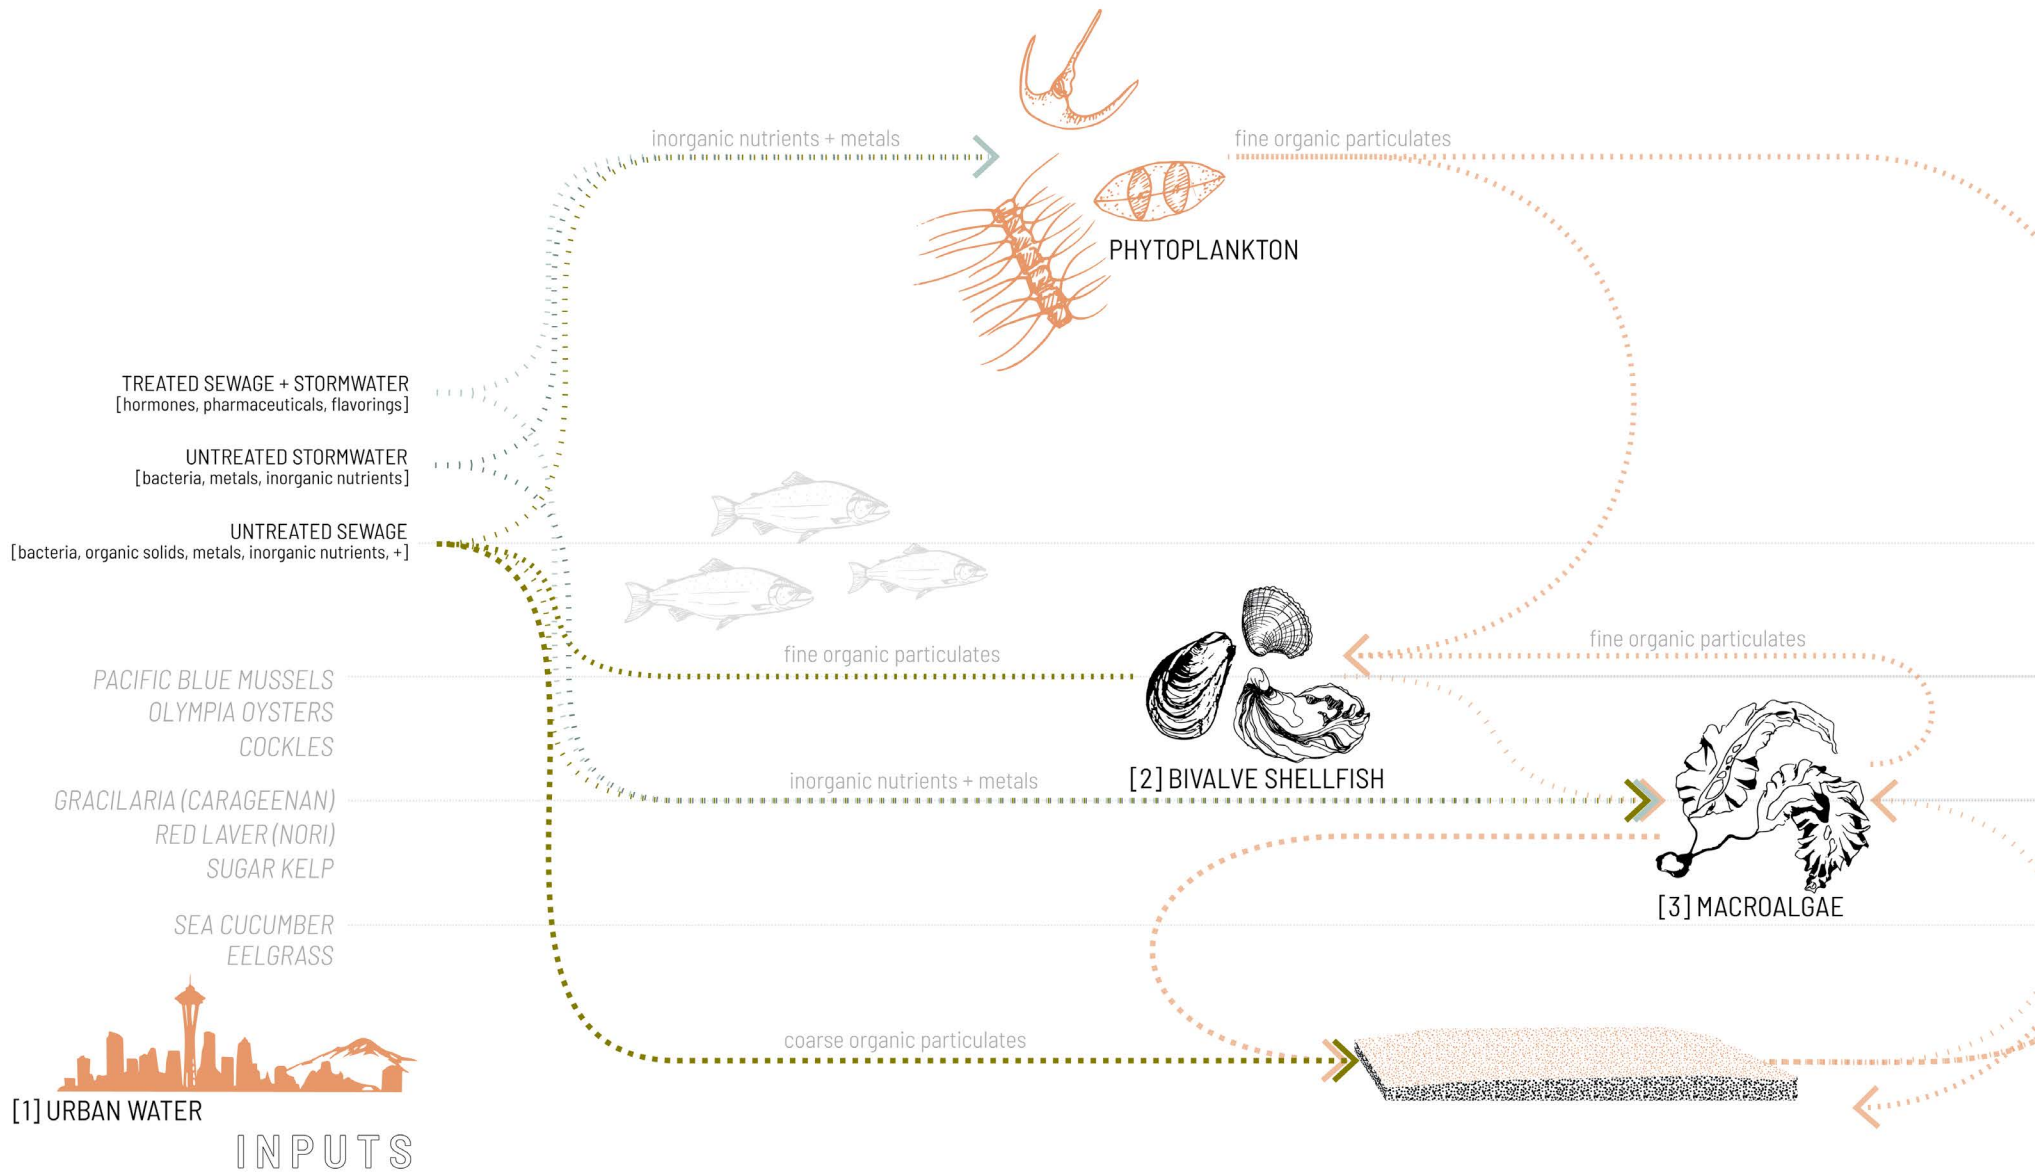 inorganic nutrients + metals
fine organic particulates
PHYTOPLANKTON
TREATED SEWAGE + STORMWATER
[hormones, pharmaceuticals, flavorings]
UNTREATED STORMWATER
[bacteria, metals, inorganic nutrients]
UNTREATED SEWAGE
[bacteria, organic solids, metals, inorganic nutrients, +]
fine organic particulates
fine organic particulates
PACIFIC BLUE MUSSELS
OLYMPIA OYSTERS
COCKLES
inorganic nutrients + metals
[2] BIVALVE SHELLFISH
GRACILARIA (CARAGEENAN)
RED LAVER (NORI)
SUGAR KELP
[3] MACROALGAE
SEA CUCUMBER
EELGRASS
coarse organic particulates
[1] URBAN WATER
INPUTS